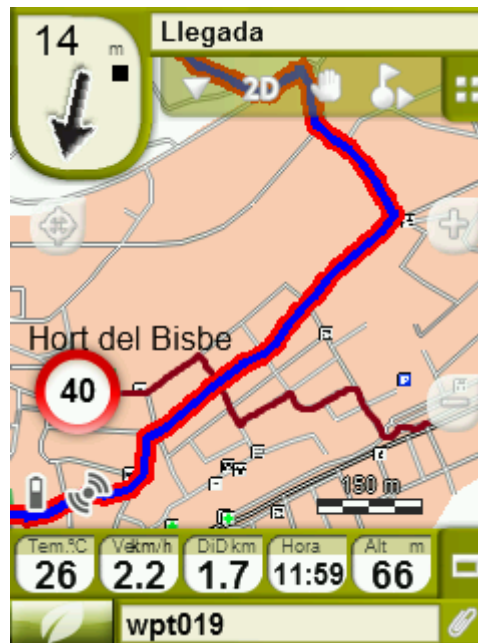 14 m
Llegada
2D
Hort del Bisbe
40
P
150 m
Tem.ºC
26
Vel km/h
2.2
DiD km
1.7
Hora
11:59
Alt m
66
wpt019